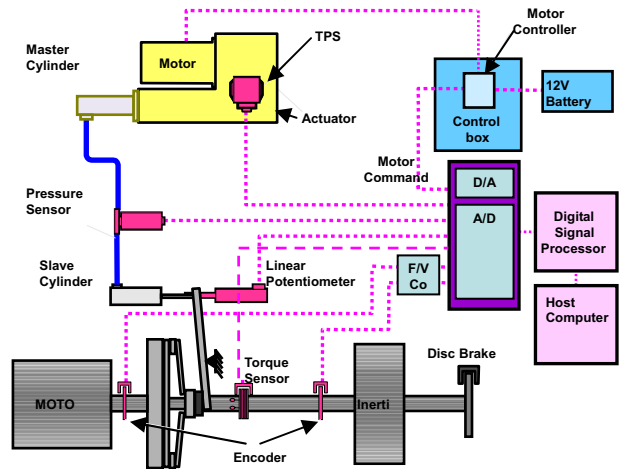 Motor
Controller
TPS
Master
Cylinder
Motor
12V
Battery
Actuator
Control
box
Motor
Command
D/A
Pressure
Sensor
A/D
Digital
Signal
Processor
Slave
Cylinder
Linear
Potentiometer
F/V
Co
Host
Computer
Torque
Sensor
Disc Brake
MOTO
Inerti
Encoder